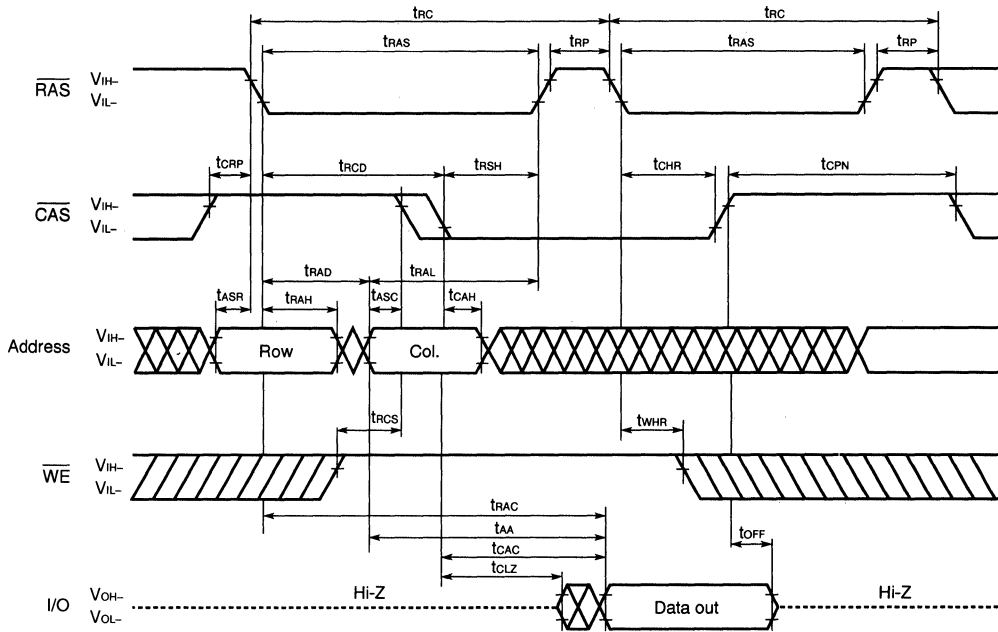 tRC tRC
tRAS tRP tRAS tRP
RAS VIH–
VIL–
tCRP tRCD tRSH tCHR tCPN
CAS VIH–
VIL–
tRAD tRAL
tASR tRAH tASC tCAH
Address VIH–
VIL–
Row Col.
tRCS tWHR
WE VIH–
VIL–
tRAC
tAA tOFF
tCAC
tCLZ
Hi-Z Hi-Z
I/O VOH–
VOL–
Data out